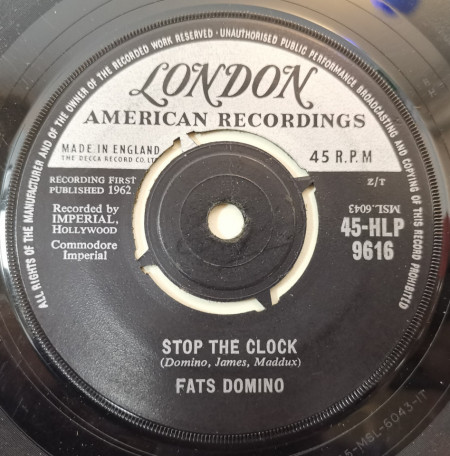 ALL RIGHTS OF THE MANUFACTURER AND OF THE OWNER OF THE RECORDED WORK RESERVED · UNAUTHORISED PUBLIC PERFORMANCE BROADCASTING AND COPYING OF THIS RECORD PROHIBITED
LONDON
AMERICAN RECORDINGS
MADE IN ENGLAND
THE DECCA RECORD CO. LTD
45 R.P.M
RECORDING FIRST
PUBLISHED 1962
Z/T
Recorded by
IMPERIAL,
HOLLYWOOD
Commodore
Imperial
MSL.6043
45-HLP
9616
STOP THE CLOCK
(Domino, James, Maddux)
FATS DOMINO
MSL-6043-1T